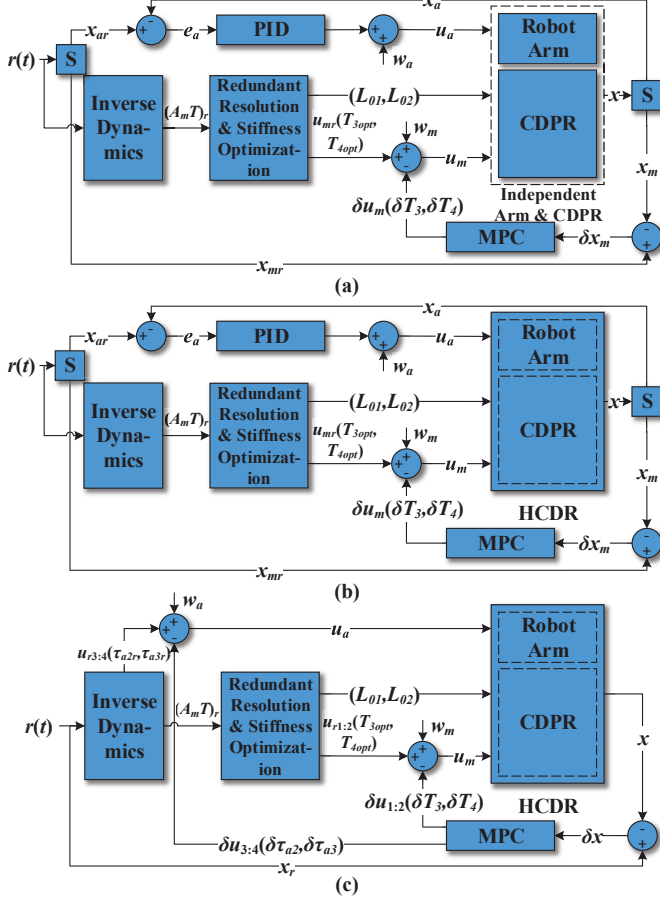 x_a
x_ar
+
-
e_a
PID
+
+
u_a
w_a
Robot
Arm
r(t)
S
Inverse
Dyna-
mics
(A_mT)_r
Redundant
Resolution
& Stiffness
Optimizat-
ion
(L_01,L_02)
u_mr(T_3opt,
T_4opt)
w_m
+
+
-
u_m
CDPR
x
S
x_m
Independent
Arm & CDPR
δu_m(δT_3,δT_4)
MPC
δx_m
-
+
x_mr
(a)
x_a
x_ar
+
-
e_a
PID
+
+
u_a
w_a
Robot
Arm
r(t)
S
Inverse
Dyna-
mics
(A_mT)_r
Redundant
Resolution
& Stiffness
Optimizat-
ion
(L_01,L_02)
u_mr(T_3opt,
T_4opt)
w_m
+
+
-
u_m
CDPR
x
S
x_m
HCDR
δu_m(δT_3,δT_4)
MPC
δx_m
-
+
x_mr
(b)
w_a
+
+
-
u_a
Robot
Arm
u_r3:4(τ_a2r,τ_a3r)
r(t)
Inverse
Dyna-
mics
(A_mT)_r
Redundant
Resolution
& Stiffness
Optimizat-
ion
(L_01,L_02)
u_r1:2(T_3opt,
T_4opt)
w_m
+
+
-
u_m
CDPR
x
HCDR
δu_1:2(δT_3,δT_4)
MPC
δx
-
+
δu_3:4(δτ_a2,δτ_a3)
x_r
(c)